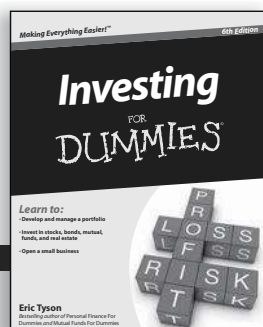 Making Everything Easier!™
6th Edition
Investing
FOR
DUMMIES®
Learn to:
• Develop and manage a portfolio
• Invest in stocks, bonds, mutual,
funds, and real estate
• Open a small business
PROFIT
LOSS
RISK
Eric Tyson
Bestselling author of Personal Finance For
Dummies and Mutual Funds For Dummies